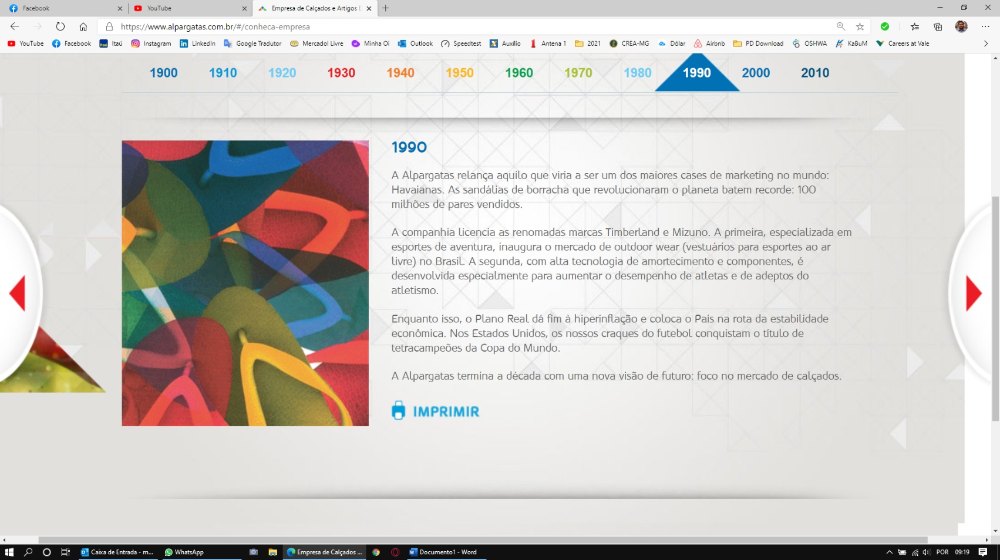 Facebook
YouTube
Empresa de Calçados e Artigos E
https://www.alpargatas.com.br/#/conheca-empresa
YouTube Facebook Itaú Instagram LinkedIn Google Tradutor Mercadol Livre Minha Oi Outlook Speedtest Auxílio Antena 1 2021 CREA-MG Dólar Airbnb PD Download OSHWA KaBuM Careers at Vale
1900 1910 1920 1930 1940 1950 1960 1970 1980 1990 2000 2010
1990
A Alpargatas relança aquilo que viria a ser um dos maiores cases de marketing no mundo:
Havaianas. As sandálias de borracha que revolucionaram o planeta batem recorde: 100
milhões de pares vendidos.
A companhia licencia as renomadas marcas Timberland e Mizuno. A primeira, especializada em
esportes de aventura, inaugura o mercado de outdoor wear (vestuários para esportes ao ar
livre) no Brasil. A segunda, com alta tecnologia de amortecimento e componentes, é
desenvolvida especialmente para aumentar o desempenho de atletas e de adeptos do
atletismo.
Enquanto isso, o Plano Real dá fim à hiperinflação e coloca o País na rota da estabilidade
econômica. Nos Estados Unidos, os nossos craques do futebol conquistam o título de
tetracampeões da Copa do Mundo.
A Alpargatas termina a década com uma nova visão de futuro: foco no mercado de calçados.
IMPRIMIR
Caixa de Entrada - m... WhatsApp Empresa de Calçados ... Documento1 - Word POR 09:19